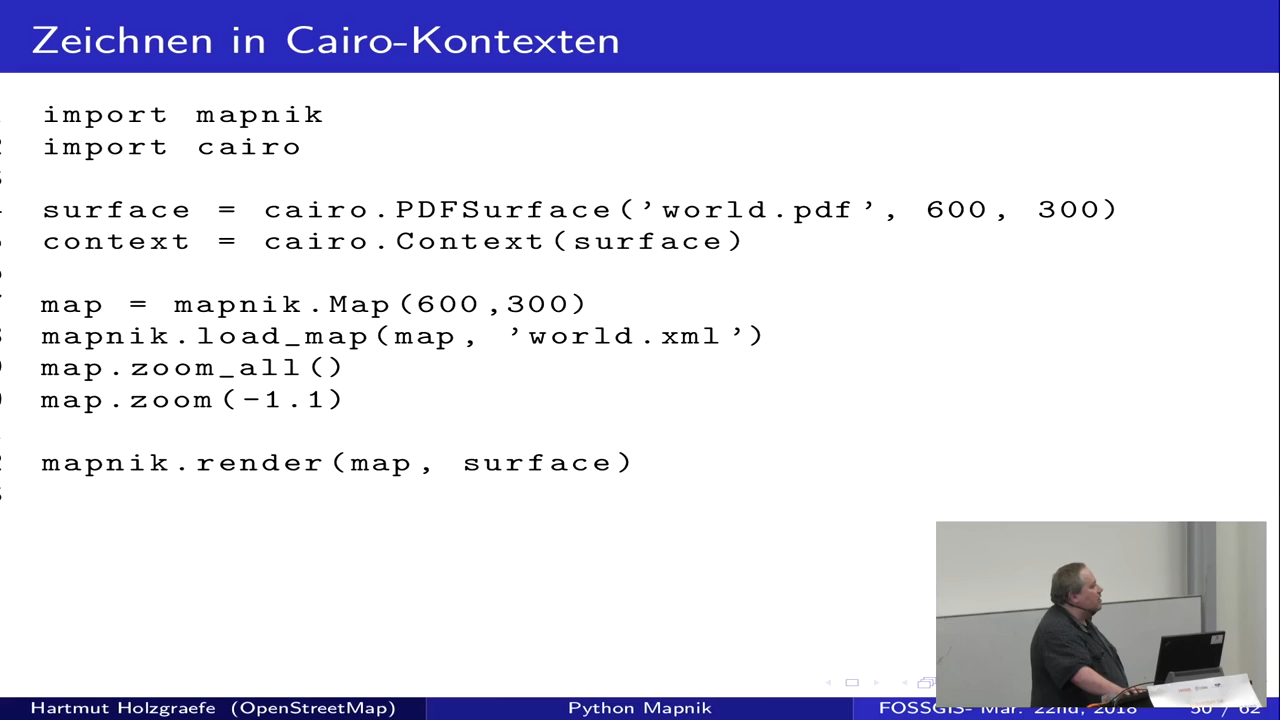 Zeichnen in Cairo-Kontexten
import mapnik
import cairo
surface = cairo.PDFSurface('world.pdf', 600, 300)
context = cairo.Context(surface)
map = mapnik.Map(600,300)
mapnik.load_map(map, 'world.xml')
map.zoom_all()
map.zoom(-1.1)
mapnik.render(map, surface)
Hartmut Holzgraefe (OpenStreetMap)
Python Mapnik
FOSSGIS- Mar. 22nd, 2018
50 / 62